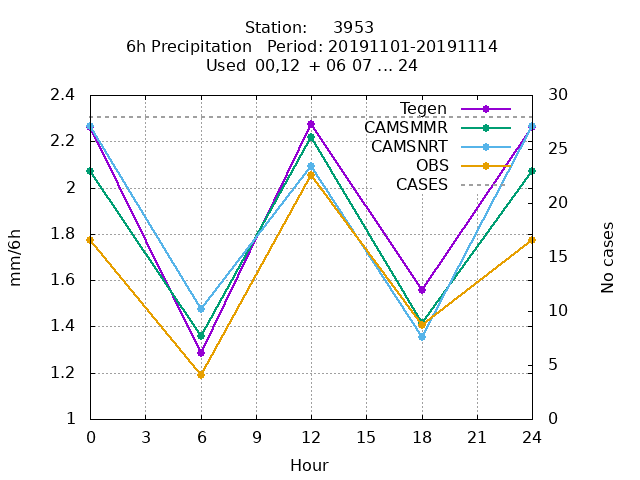 Station: 3953
6h Precipitation Period: 20191101-20191114
Used 00,12 + 06 07 ... 24
Tegen
CAMSMMR
CAMSNRT
OBS
CASES
mm/6h
2.4
2.2
2
1.8
1.6
1.4
1.2
1
30
25
20
15
10
5
0
No cases
0 3 6 9 12 15 18 21 24
Hour